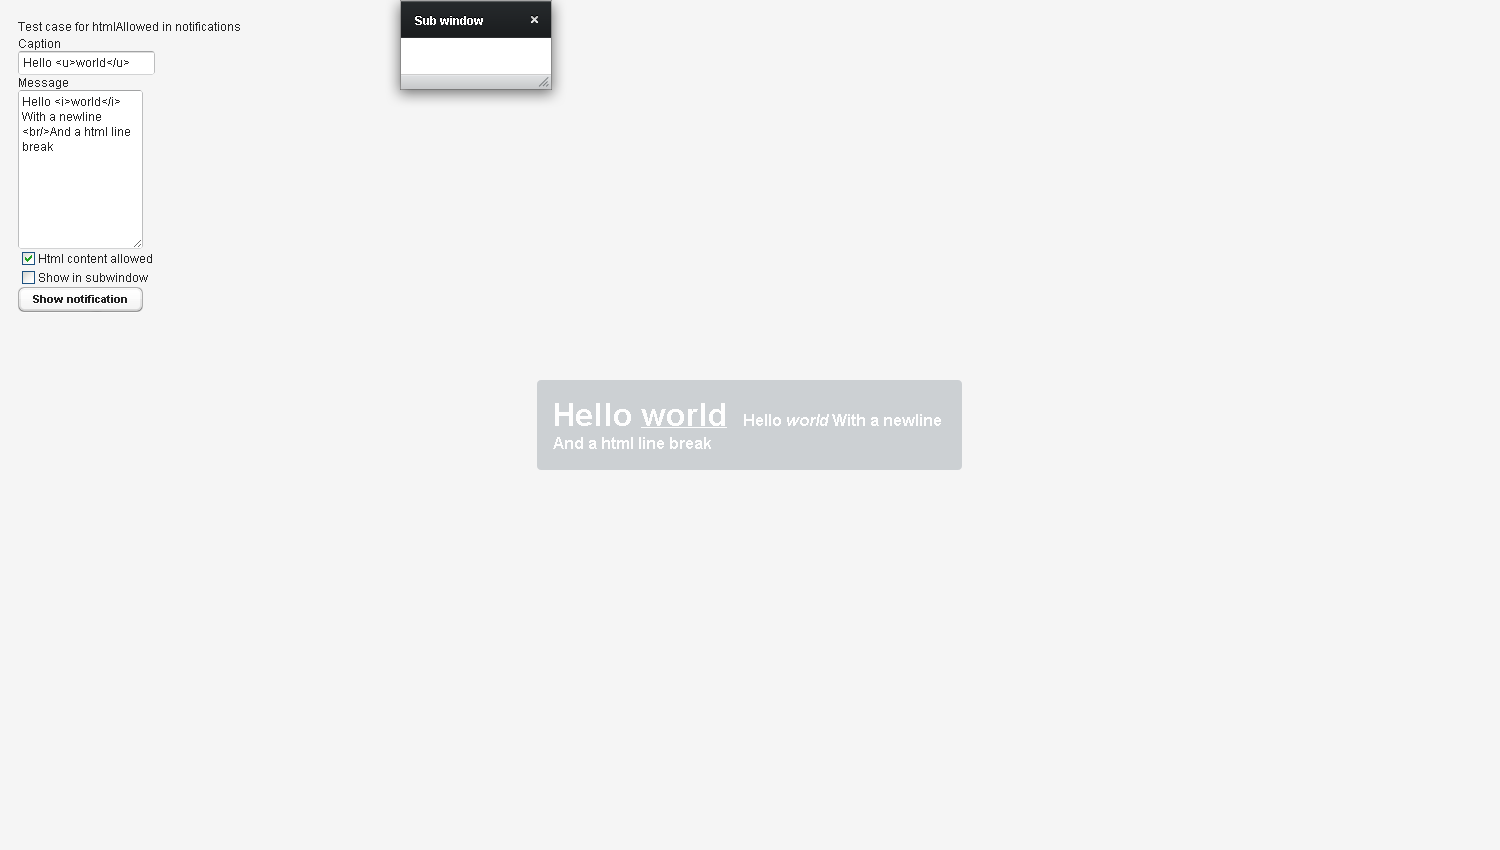 Test case for htmlAllowed in notifications
Caption
Hello <u>world</u>
Message
Hello <i>world</i>
With a newline
<br/>And a html line
break
Html content allowed
Show in subwindow
Show notification
Sub window
Hello world Hello world With a newline
And a html line break